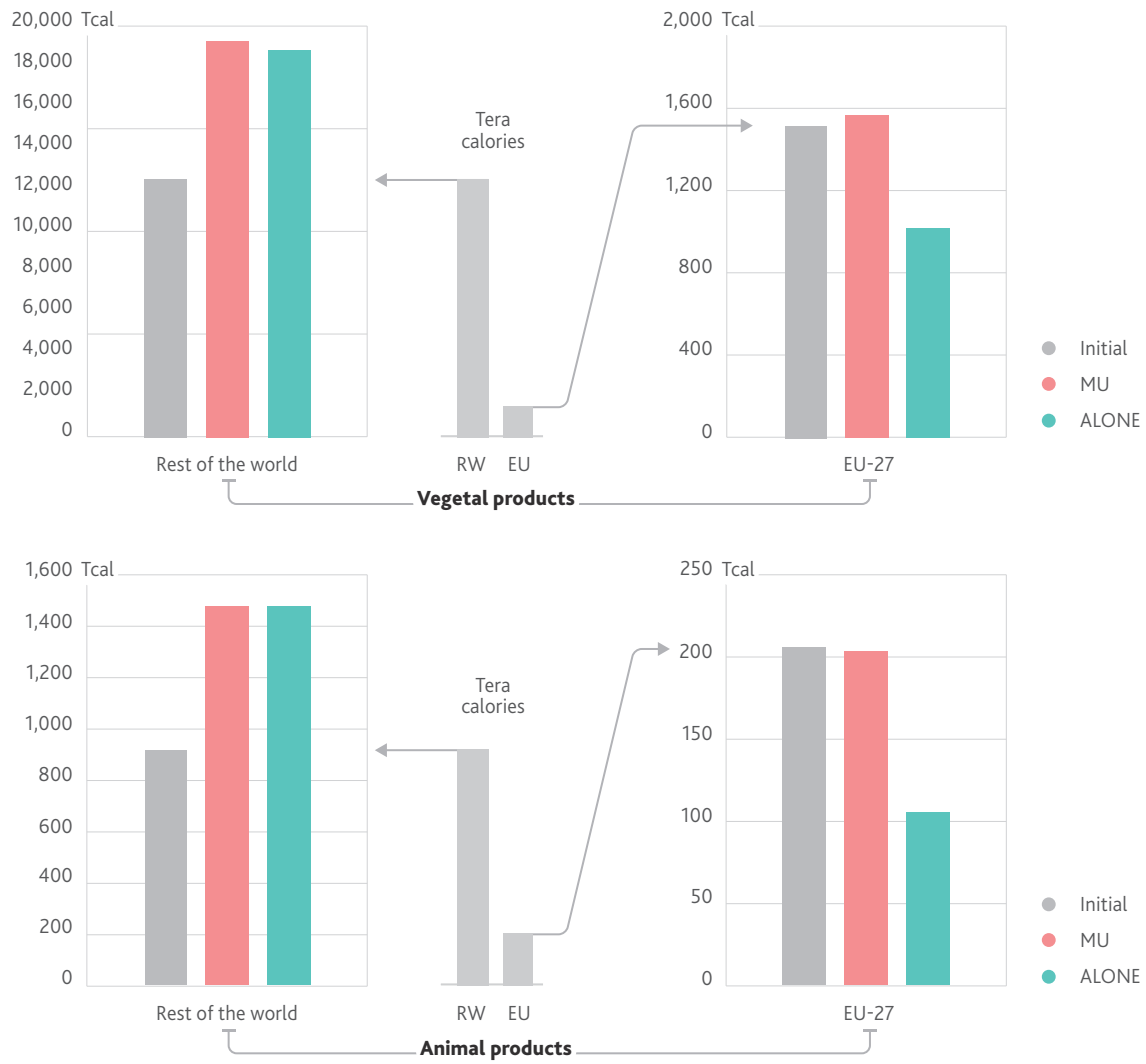 20,000 Tcal
18,000
16,000
14,000
12,000
10,000
8,000
6,000
4,000
2,000
0
Rest of the world
Tera
calories
RW EU
2,000 Tcal
1,600
1,200
800
400
0
EU-27
Initial
MU
ALONE
Vegetal products
1,600 Tcal
1,400
1,200
1,000
800
600
400
200
0
Rest of the world
Tera
calories
RW EU
250 Tcal
200
150
100
50
0
EU-27
Initial
MU
ALONE
Animal products